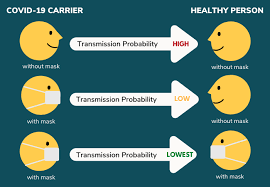 COVID-19 CARRIER
HEALTHY PERSON
Transmission Probability HIGH
without mask
without mask
Transmission Probability LOW
with mask
without mask
Transmission Probability LOWEST
with mask
with mask